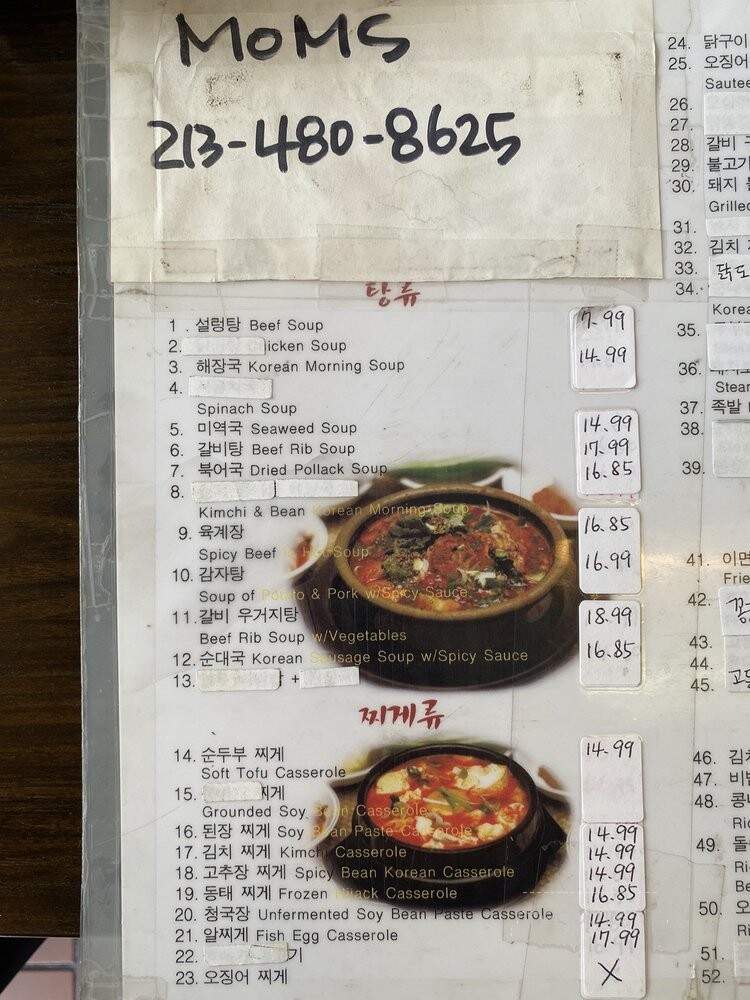 MOMS
213-480-8625
탕류
1. 설렁탕 Beef Soup 7.99
2. icken Soup
3. 해장국 Korean Morning Soup 14.99
4.
Spinach Soup
5. 미역국 Seaweed Soup 14.99
6. 갈비탕 Beef Rib Soup 17.99
7. 북어국 Dried Pollack Soup 16.85
8.
Kimchi & Bean Korean Morning Soup
9. 육계장 16.85
Spicy Beef & Hot Soup
10. 감자탕 16.99
Soup of Potato & Pork w/Spicy Sauce
11. 갈비 우거지탕 18.99
Beef Rib Soup w/Vegetables
12. 순대국 Korean Sausage Soup w/Spicy Sauce 16.85
13. +
찌게류
14. 순두부 찌게 14.99
Soft Tofu Casserole
15. 찌게
Grounded Soy Bean Casserole
16. 된장 찌게 Soy Bean Paste Casserole 14.99
17. 김치 찌게 Kimchi Casserole 14.99
18. 고추장 찌게 Spicy Bean Korean Casserole 14.99
19. 동태 찌게 Frozen Pollack Casserole 16.85
20. 청국장 Unfermented Soy Bean Paste Casserole 14.99
21. 알찌게 Fish Egg Casserole 17.99
22. 기
23. 오징어 찌게 X
24. 닭구이
25. 오징어
Saute
26.
27.
28. 갈비
29. 불고기
30. 돼지
Grilled
31.
32. 김치
33. 닭도
34.
Korea
35.
36.
Stear
37. 족발
38.
39.
41. 이면
Frie
42.
43.
44.
45. 고등
46. 김치
47. 비빔
48. 콩나
Ric
49. 돌
Ri
Be
50. 오
Ri
51.
52.